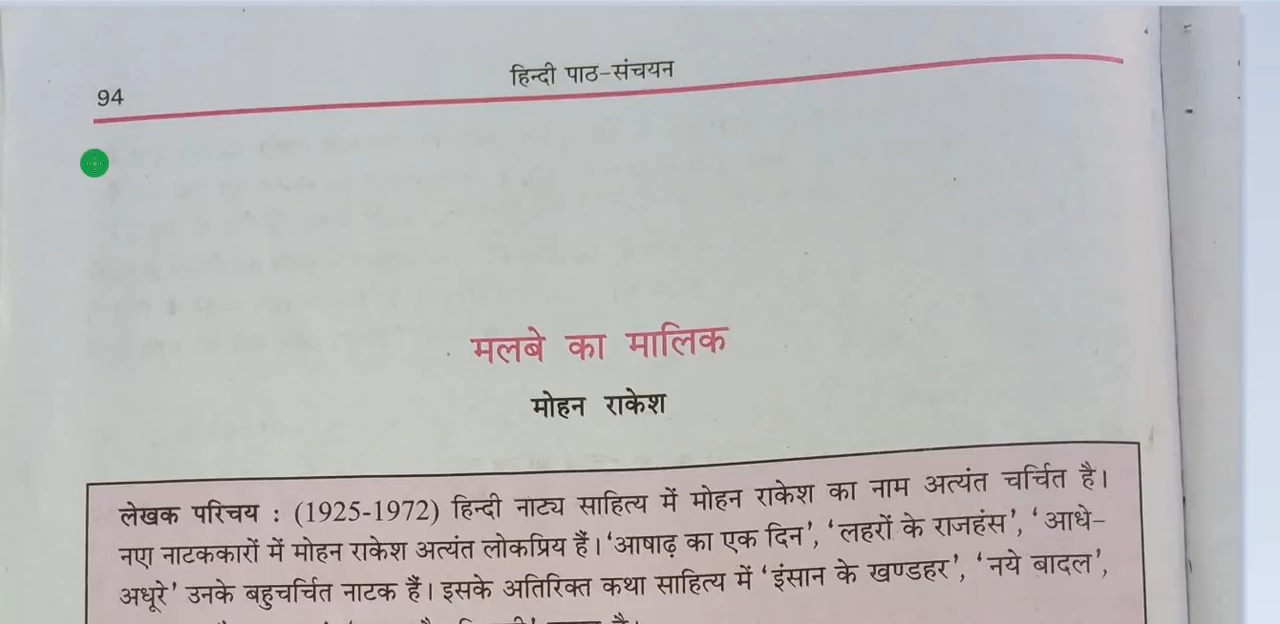 हिन्दी पाठ-संचयन
94
मलबे का मालिक
मोहन राकेश
लेखक परिचय : (1925-1972) हिन्दी नाट्य साहित्य में मोहन राकेश का नाम अत्यंत चर्चित है।
नए नाटककारों में मोहन राकेश अत्यंत लोकप्रिय हैं। 'आषाढ़ का एक दिन', 'लहरों के राजहंस', 'आधे-
अधूरे' उनके बहुचर्चित नाटक हैं। इसके अतिरिक्त कथा साहित्य में 'इंसान के खण्डहर', 'नये बादल',